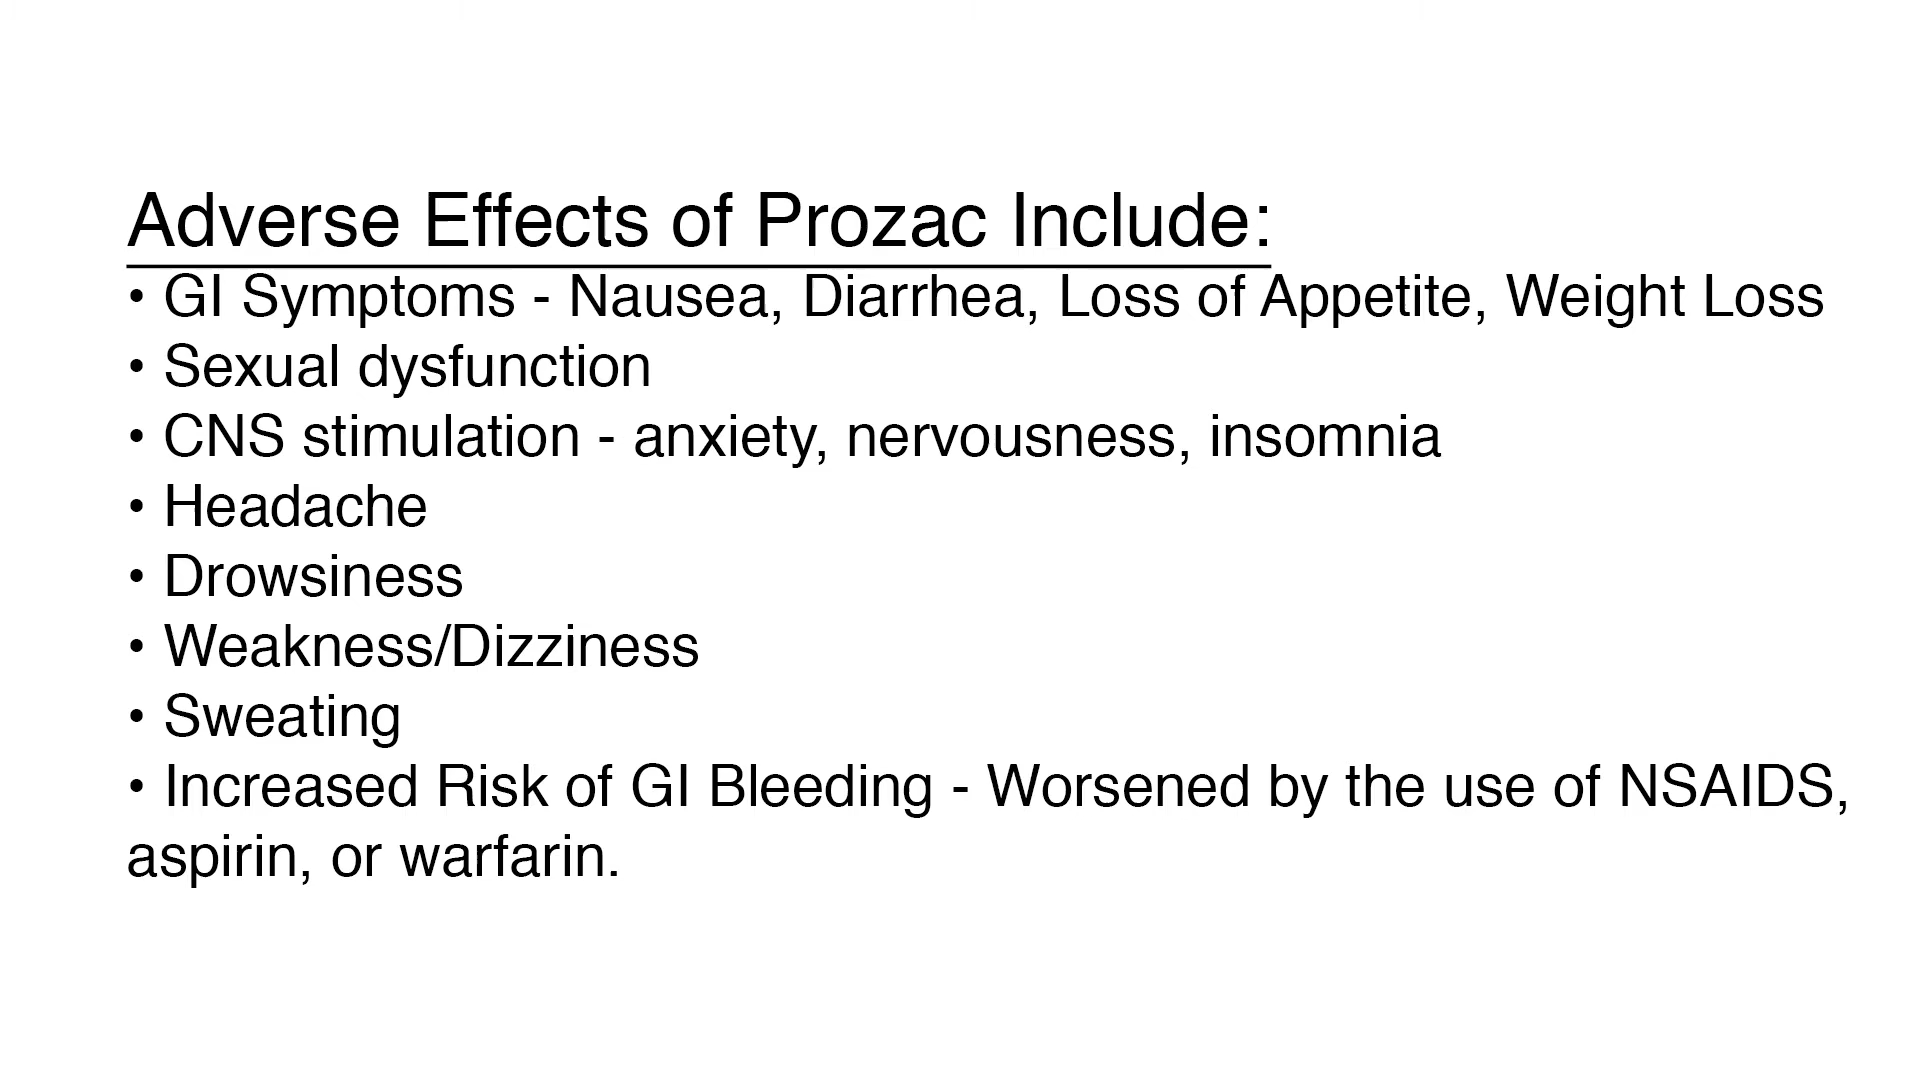 Adverse Effects of Prozac Include:
• GI Symptoms - Nausea, Diarrhea, Loss of Appetite, Weight Loss
• Sexual dysfunction
• CNS stimulation - anxiety, nervousness, insomnia
• Headache
• Drowsiness
• Weakness/Dizziness
• Sweating
• Increased Risk of GI Bleeding - Worsened by the use of NSAIDS,
aspirin, or warfarin.